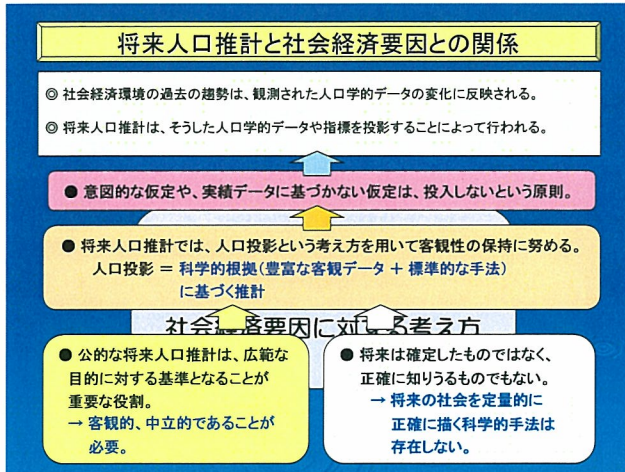 将来人口推計と社会経済要因との関係
◎ 社会経済環境の過去の趨勢は、観測された人口学的データの変化に反映される。
◎ 将来人口推計は、そうした人口学的データや指標を投影することによって行われる。
● 意図的な仮定や、実績データに基づかない仮定は、投入しないという原則。
● 将来人口推計では、人口投影という考え方を用いて客観性の保持に努める。
人口投影 ＝ 科学的根拠(豊富な客観データ + 標準的な手法)
に基づく推計
社会経済要因に対する考え方
● 公的な将来人口推計は、広範な
目的に対する基準となることが
重要な役割。
→ 客観的、中立的であることが
必要。
● 将来は確定したものではなく、
正確に知りうるものでもない。
→ 将来の社会を定量的に
正確に描く科学的手法は
存在しない。